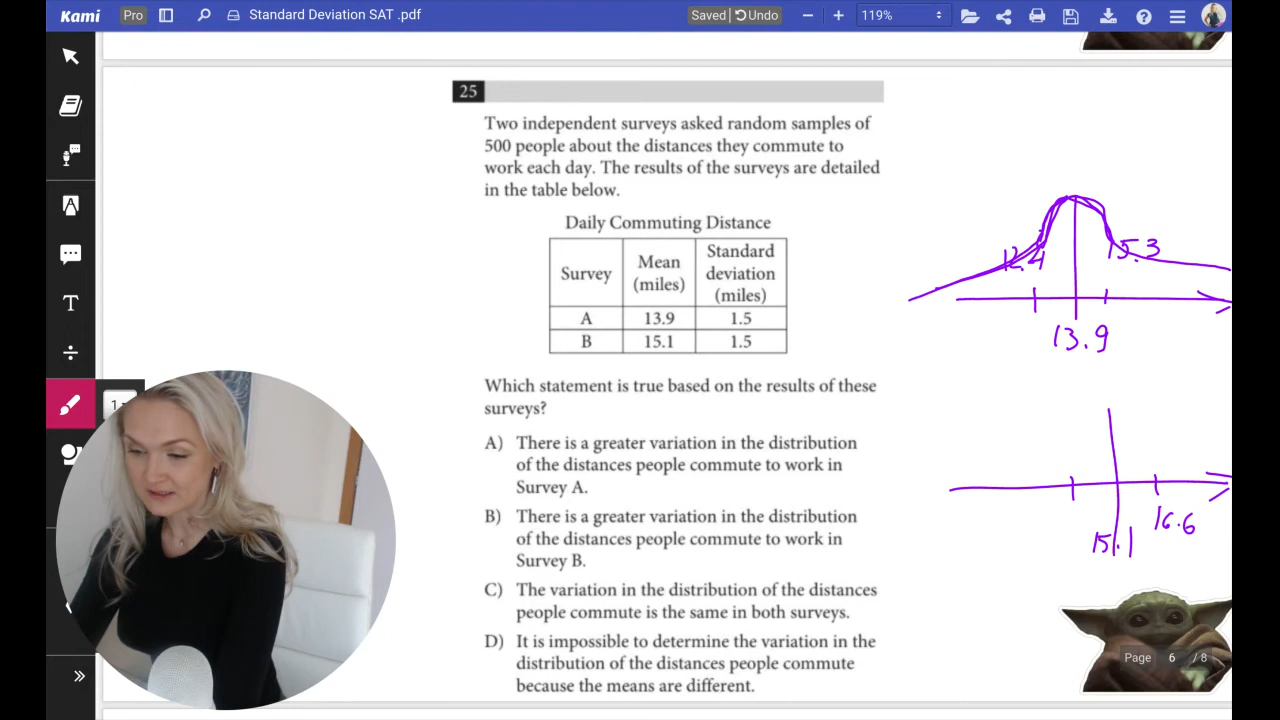 Kami
Pro
Standard Deviation SAT .pdf
Saved
Undo
119%
25
Two independent surveys asked random samples of
500 people about the distances they commute to
work each day. The results of the surveys are detailed
in the table below.
Daily Commuting Distance
Survey Mean (miles) Standard deviation (miles)
A 13.9 1.5
B 15.1 1.5
Which statement is true based on the results of these
surveys?
A) There is a greater variation in the distribution
of the distances people commute to work in
Survey A.
B) There is a greater variation in the distribution
of the distances people commute to work in
Survey B.
C) The variation in the distribution of the distances
people commute is the same in both surveys.
D) It is impossible to determine the variation in the
distribution of the distances people commute
because the means are different.
12.4
15.3
13.9
15.1
16.6
Page 6 / 8